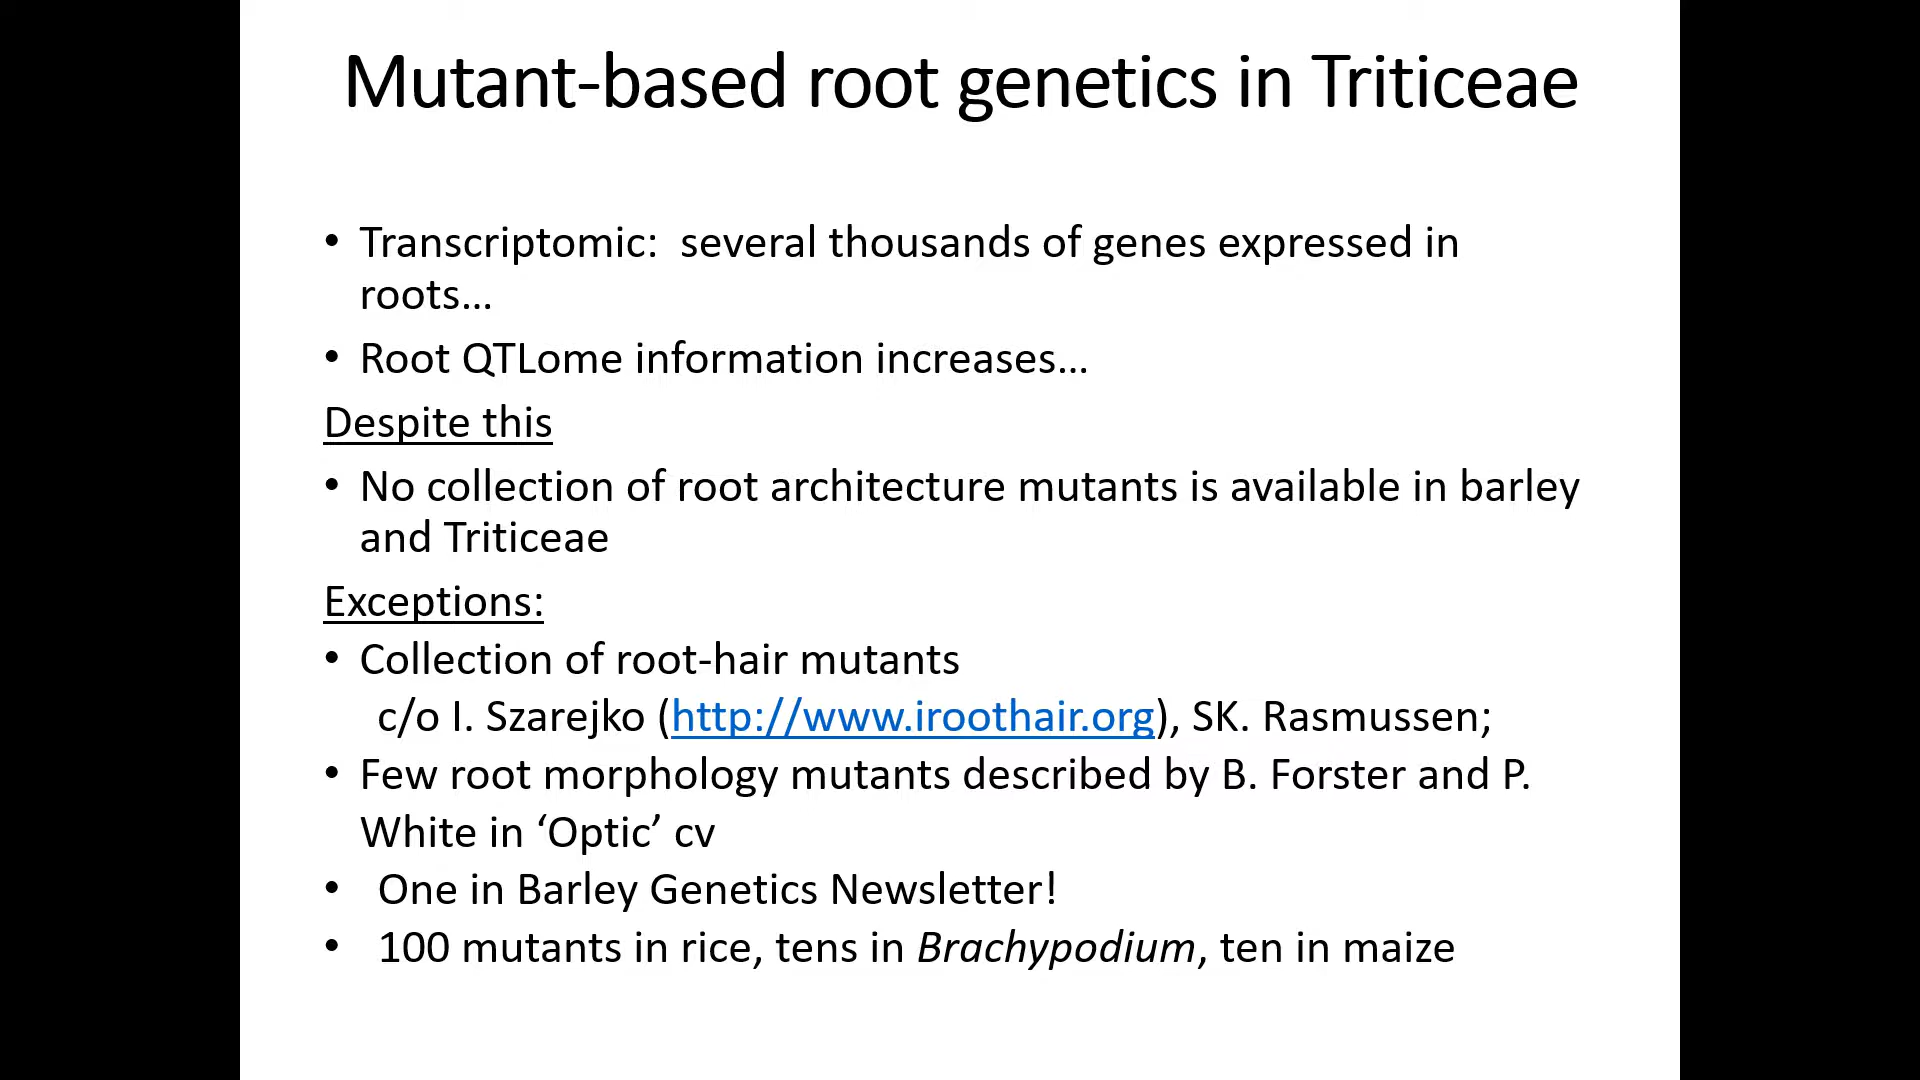 Mutant-based root genetics in Triticeae
• Transcriptomic:  several thousands of genes expressed in
roots...
• Root QTLome information increases...
Despite this
• No collection of root architecture mutants is available in barley
and Triticeae
Exceptions:
• Collection of root-hair mutants
c/o I. Szarejko (http://www.iroothair.org), SK. Rasmussen;
• Few root morphology mutants described by B. Forster and P.
White in ‘Optic’ cv
• One in Barley Genetics Newsletter!
• 100 mutants in rice, tens in Brachypodium, ten in maize